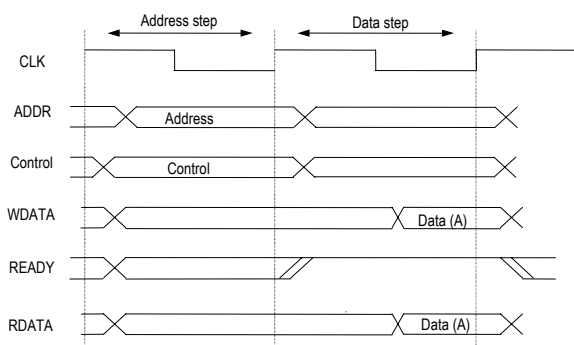 Address step
Data step
CLK
ADDR
Address
Control
Control
WDATA
Data (A)
READY
RDATA
Data (A)